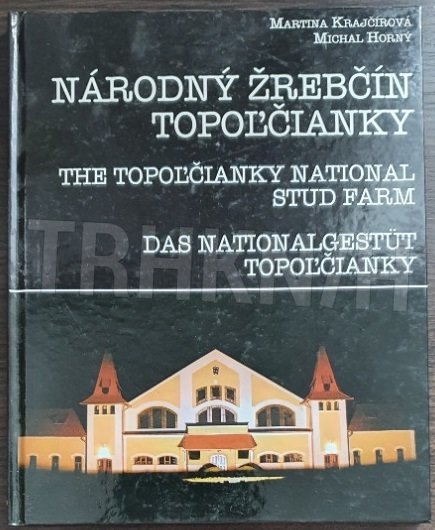 MARTINA KRAJČÍROVÁ
MICHAL HORNÝ
NÁRODNÝ ŽREBČÍN
TOPOĽČIANKY
THE TOPOĽČIANKY NATIONAL
STUD FARM
DAS NATIONALGESTÜT
TOPOĽČIANKY